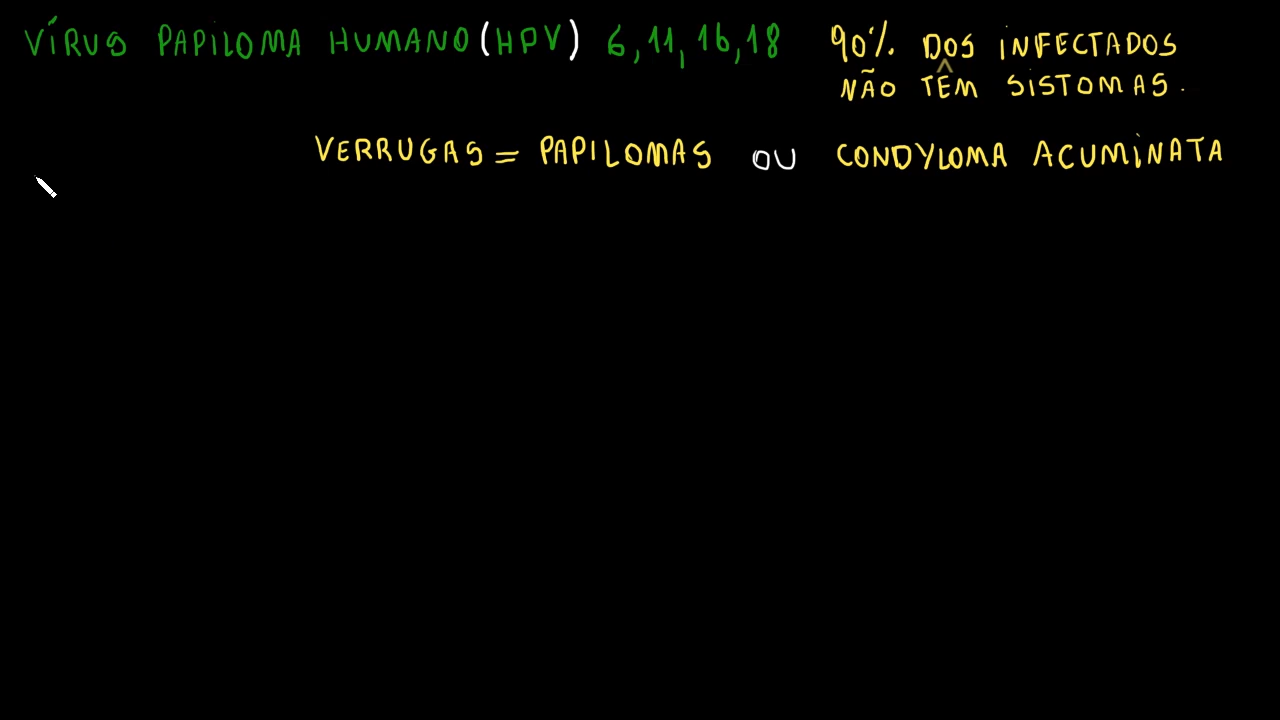 VÍRUS PAPILOMA HUMANO (HPV) 6, 11, 16, 18
90% DOS INFECTADOS
NÃO TÊM SISTOMAS.
VERRUGAS = PAPILOMAS OU CONDYLOMA ACUMINATA